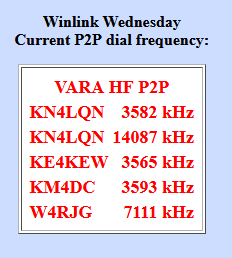 Winlink Wednesday
Current P2P dial frequency:
VARA HF P2P
KN4LQN 3582 kHz
KN4LQN 14087 kHz
KE4KEW 3565 kHz
KM4DC 3593 kHz
W4RJG 7111 kHz